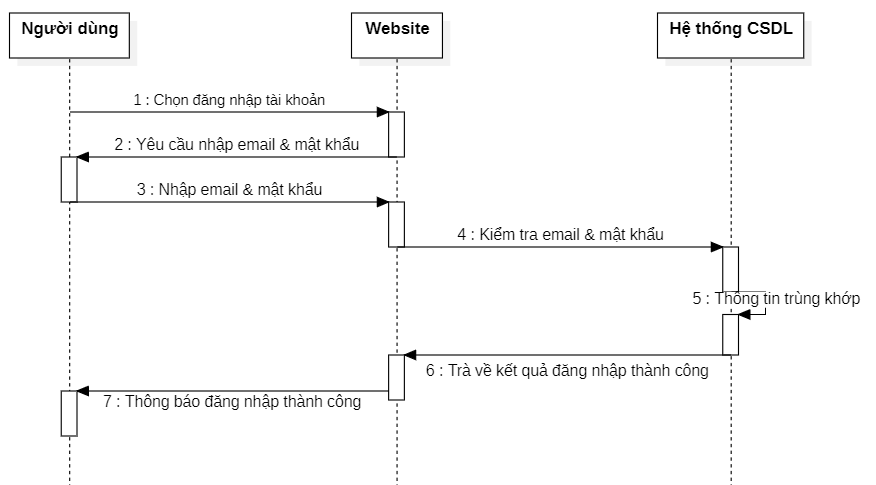 Người dùng
Website
Hệ thống CSDL
1 : Chọn đăng nhập tài khoản
2 : Yêu cầu nhập email & mật khẩu
3 : Nhập email & mật khẩu
4 : Kiểm tra email & mật khẩu
5 : Thông tin trùng khớp
6 : Trà về kết quả đăng nhập thành công
7 : Thông báo đăng nhập thành công